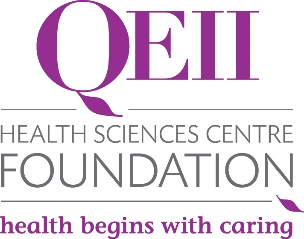 QEII
HEALTH SCIENCES CENTRE
FOUNDATION
health begins with caring